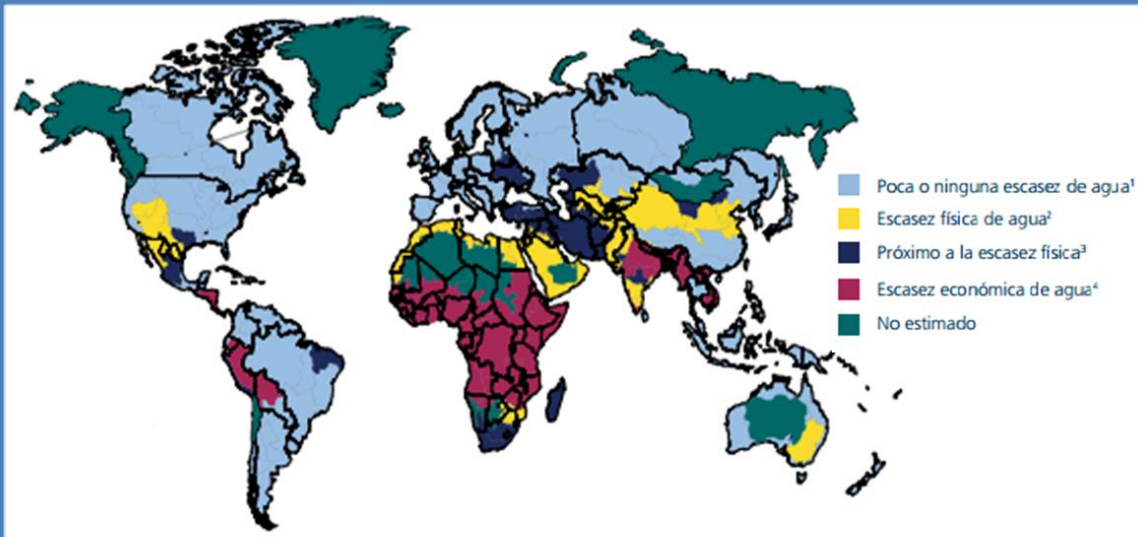 Poca o ninguna escasez de agua¹
Escasez física de agua²
Próximo a la escasez física³
Escasez económica de agua⁴
No estimado